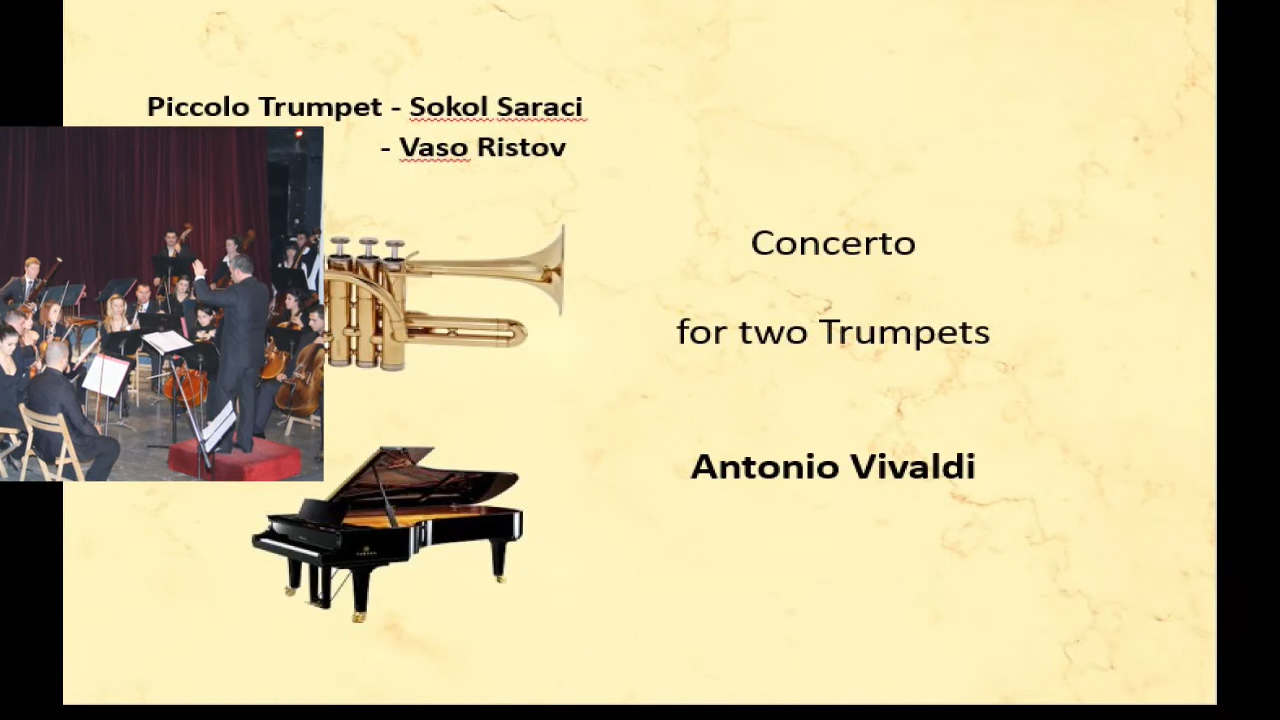 Piccolo Trumpet - Sokol Saraci
- Vaso Ristov
Concerto
for two Trumpets
Antonio Vivaldi